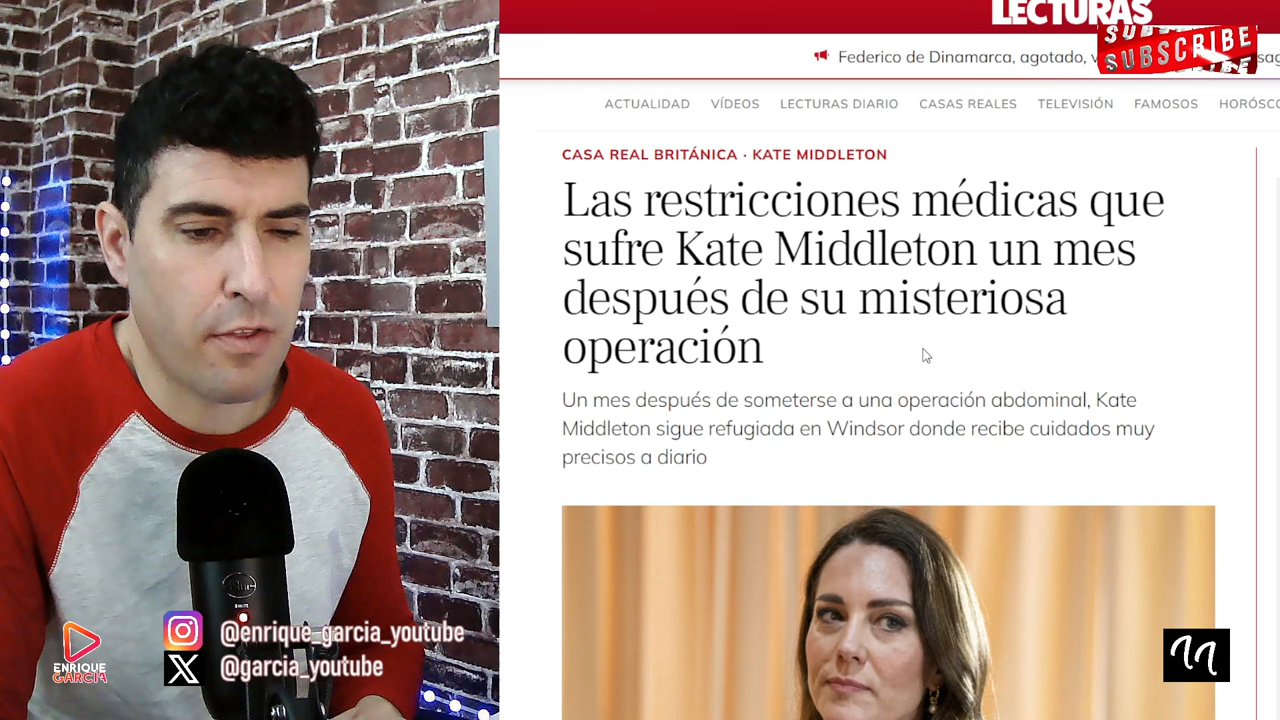 LECTURAS
SUBSCRIBE
Federico de Dinamarca, agotado,
ACTUALIDAD VÍDEOS LECTURAS DIARIO CASAS REALES TELEVISIÓN FAMOSOS
CASA REAL BRITÁNICA · KATE MIDDLETON
Las restricciones médicas que
sufre Kate Middleton un mes
después de su misteriosa
operación
Un mes después de someterse a una operación abdominal, Kate
Middleton sigue refugiada en Windsor donde recibe cuidados muy
precisos a diario
@enrique_garcia_youtube
@garcia_youtube
ENRIQUE
GARCIA